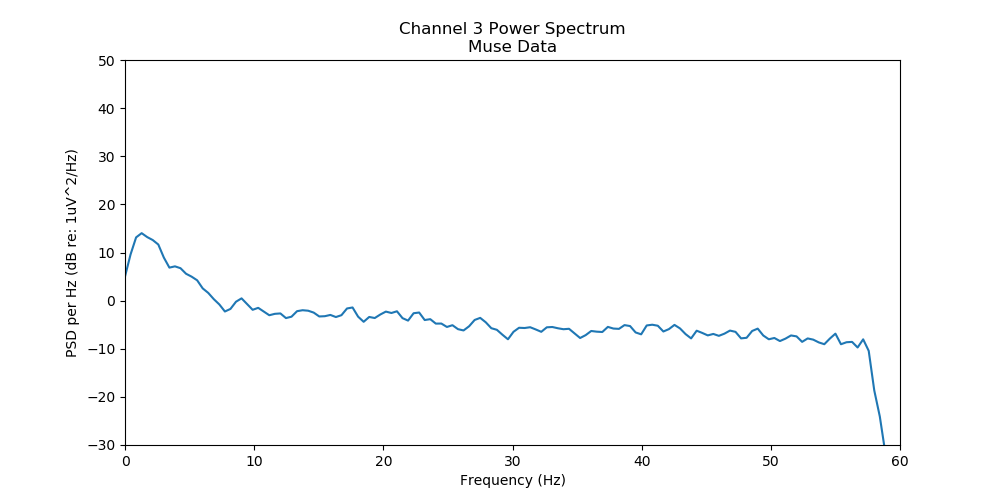 Channel 3 Power Spectrum
Muse Data
PSD per Hz (dB re: 1uV^2/Hz)
50
40
30
20
10
0
−10
−20
−30
0 10 20 30 40 50 60
Frequency (Hz)